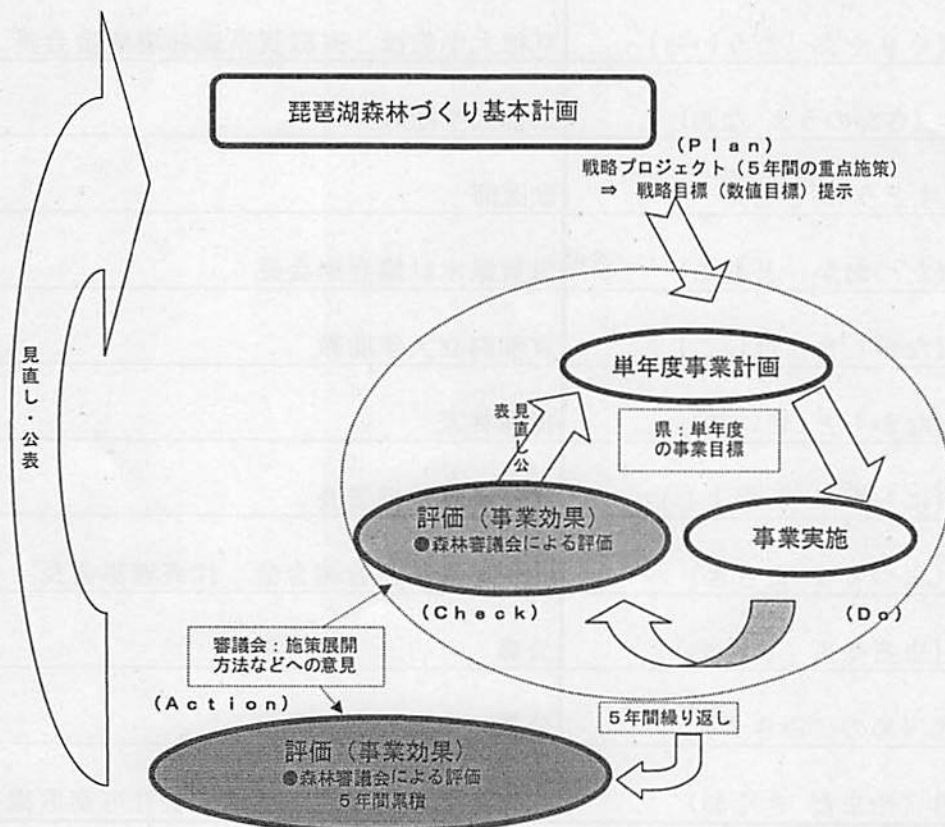 琵琶湖森林づくり基本計画
(Plan)
戦略プロジェクト(5年間の重点施策)
⇒ 戦略目標(数値目標)提示
見直し・公表
単年度事業計画
見直し公
表
県:単年度
の事業目標
評価(事業効果)
●森林審議会による評価
事業実施
(Check)
(Do)
審議会:施策展開
方法などへの意見
(Action)
5年間繰り返し
評価(事業効果)
●森林審議会による評価
5年間累積